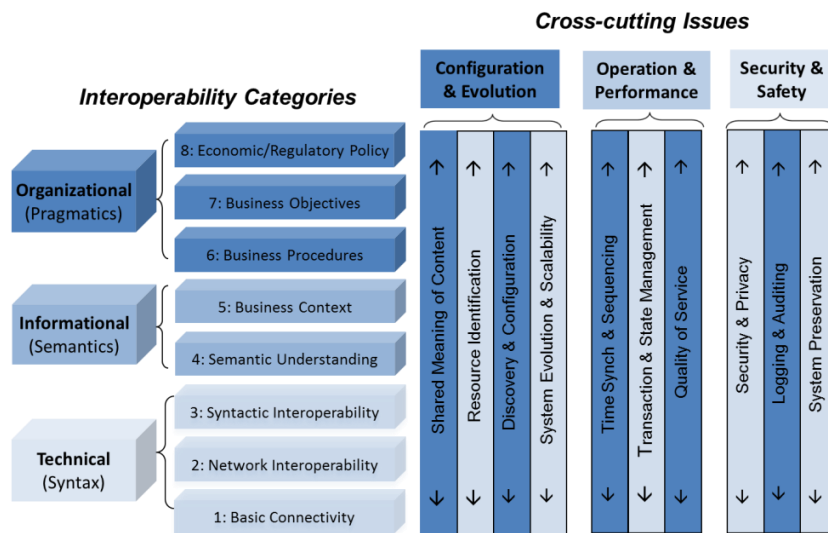 Cross-cutting Issues
Configuration
& Evolution
Operation &
Performance
Security &
Safety
Interoperability Categories
Organizational
(Pragmatics)
8: Economic/Regulatory Policy
7: Business Objectives
6: Business Procedures
Informational
(Semantics)
5: Business Context
4: Semantic Understanding
Technical
(Syntax)
3: Syntactic Interoperability
2: Network Interoperability
1: Basic Connectivity
Shared Meaning of Content
Resource Identification
Discovery & Configuration
System Evolution & Scalability
Time Synch & Sequencing
Transaction & State Management
Quality of Service
Security & Privacy
Logging & Auditing
System Preservation